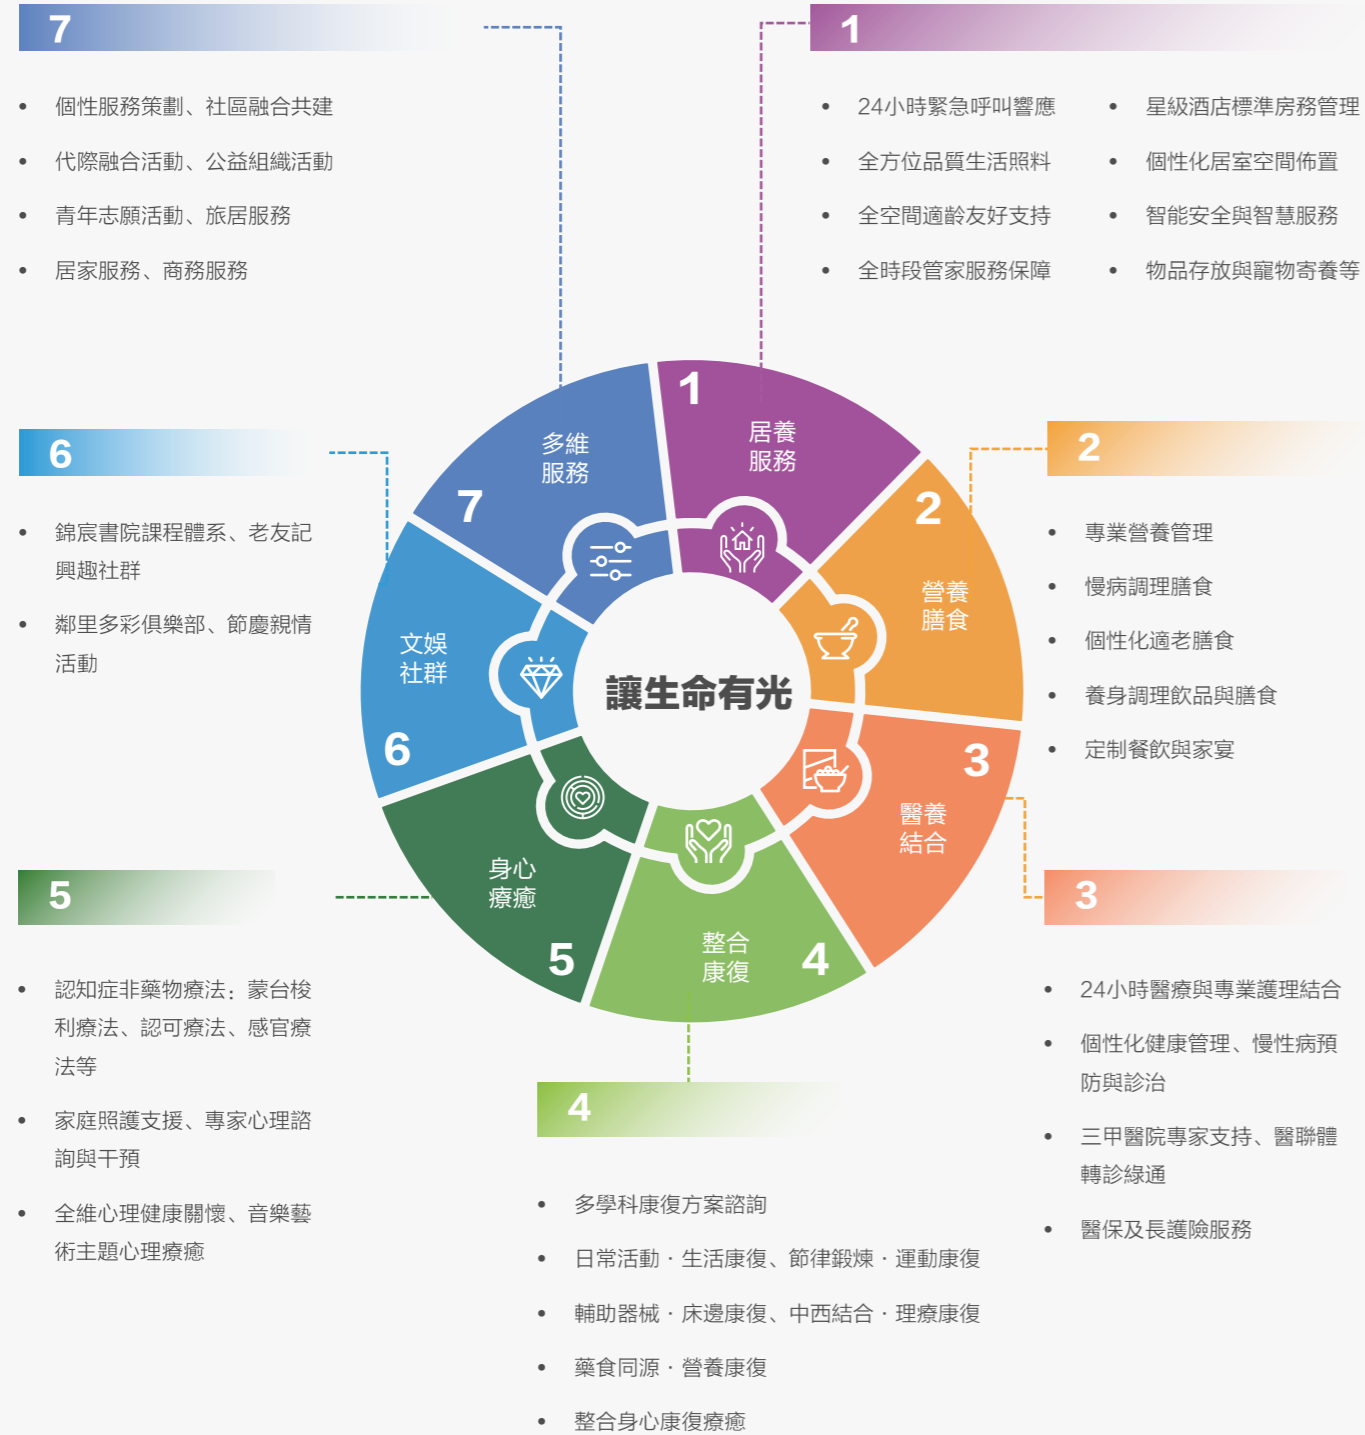 7
個性服務策劃、社區融合共建
代際融合活動、公益組織活動
青年志願活動、旅居服務
居家服務、商務服務
1
24小時緊急呼叫響應
全方位品質生活照料
全空間適齡友好支持
全時段管家服務保障
星級酒店標準房務管理
個性化居室空間佈置
智能安全與智慧服務
物品存放與寵物寄養等
6
錦宸書院課程體系、老友記
興趣社群
鄰里多彩俱樂部、節慶親情
活動
1
居養
服務
2
營養
膳食
3
醫養
結合
4
整合
康復
5
身心
療癒
6
文娛
社群
7
多維
服務
讓生命有光
2
專業營養管理
慢病調理膳食
個性化適老膳食
養身調理飲品與膳食
定制餐飲與家宴
5
認知症非藥物療法：蒙台梭
利療法、認可療法、感官療
法等
家庭照護支援、專家心理諮
詢與干預
全維心理健康關懷、音樂藝
術主題心理療癒
4
多學科康復方案諮詢
日常活動·生活康復、節律鍛煉·運動康復
輔助器械·床邊康復、中西結合·理療康復
藥食同源·營養康復
整合身心康復療癒
3
24小時醫療與專業護理結合
個性化健康管理、慢性病預
防與診治
三甲醫院專家支持、醫聯體
轉診綠通
醫保及長護險服務